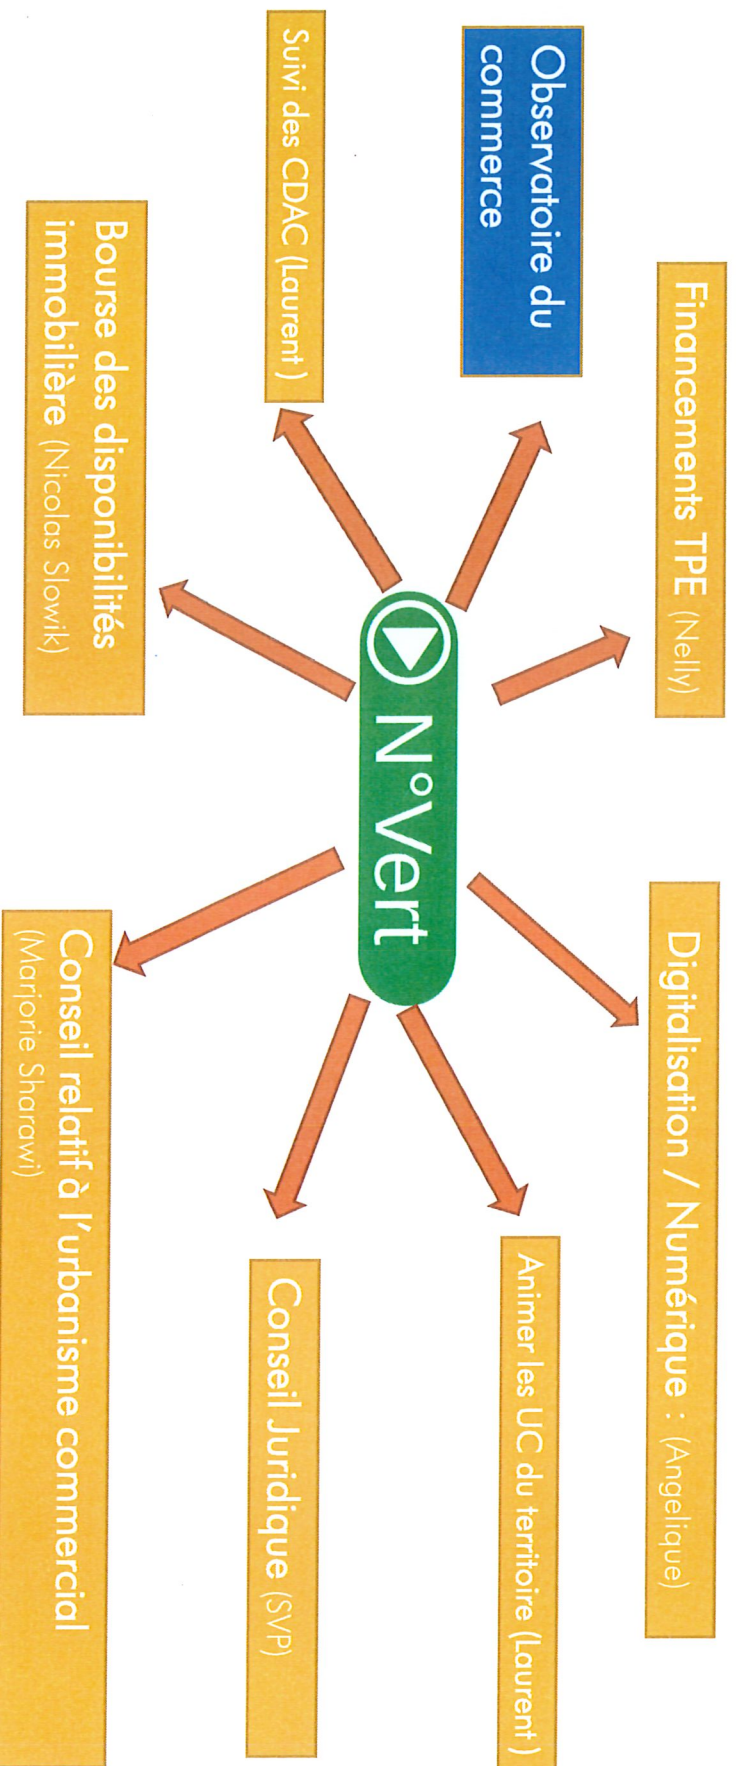 Financements TPE (Nelly)
Digitalisation / Numérique : (Angelique)
Observatoire du
commerce
Animer les UC du territoire (Laurent )
N°Vert
Suivi des CDAC (Laurent )
Conseil Juridique (SVP)
Bourse des disponibilités
immobilière (Nicolas Slowik)
Conseil relatif à l'urbanisme commercial
(Marjorie Sharawi)